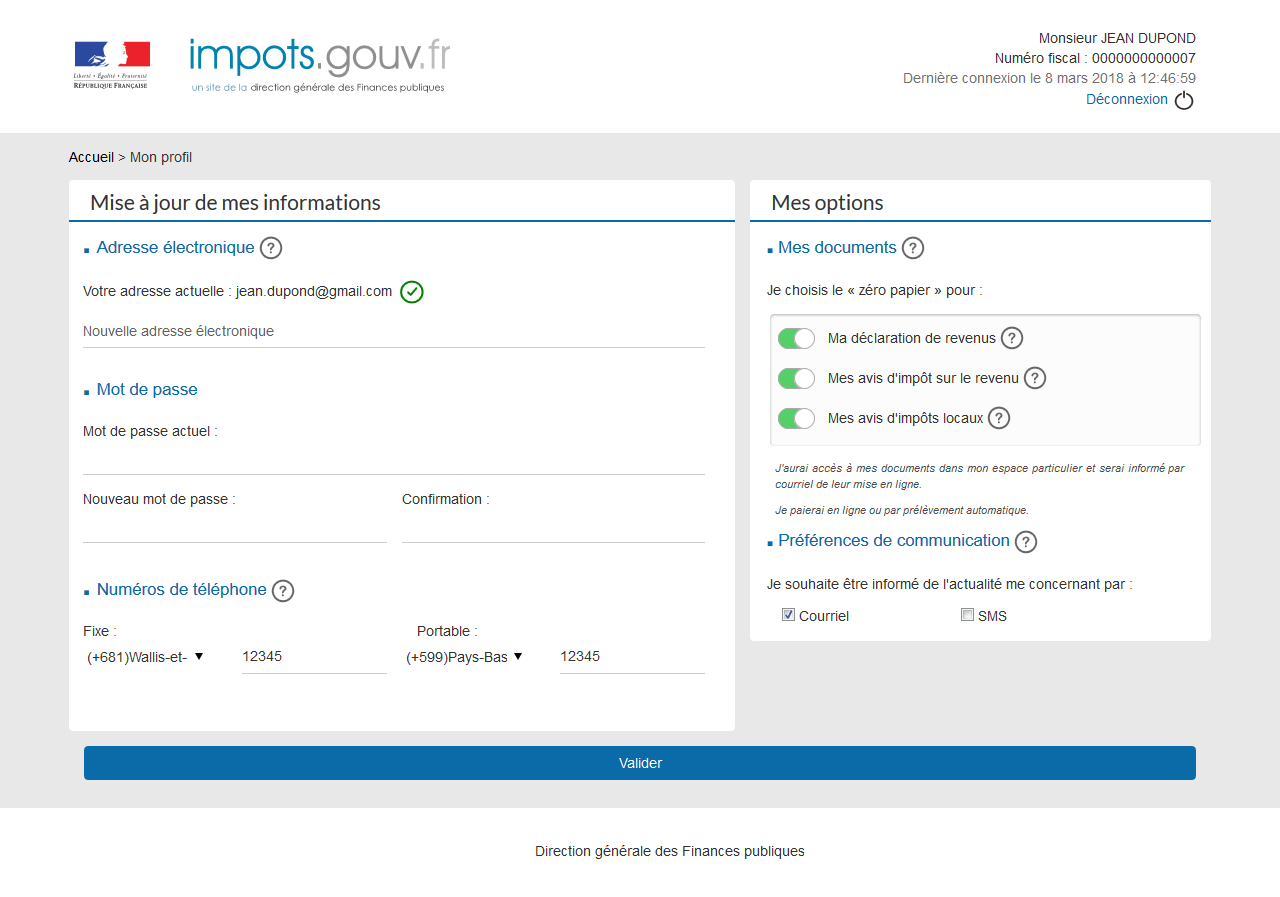 Liberté • Égalité • Fraternité
RÉPUBLIQUE FRANÇAISE
impots.gouv.fr
un site de la direction générale des Finances publiques
Monsieur JEAN DUPOND
Numéro fiscal : 0000000000007
Dernière connexion le 8 mars 2018 à 12:46:59
Déconnexion
Accueil > Mon profil
Mise à jour de mes informations
Adresse électronique ?
Votre adresse actuelle : jean.dupond@gmail.com
Nouvelle adresse électronique
Mot de passe
Mot de passe actuel :
Nouveau mot de passe : Confirmation :
Numéros de téléphone ?
Fixe : Portable :
(+681)Wallis-et- 12345 (+599)Pays-Bas 12345
Mes options
Mes documents ?
Je choisis le « zéro papier » pour :
Ma déclaration de revenus ?
Mes avis d'impôt sur le revenu ?
Mes avis d'impôts locaux ?
J'aurai accès à mes documents dans mon espace particulier et serai informé par
courriel de leur mise en ligne.
Je paierai en ligne ou par prélèvement automatique.
Préférences de communication ?
Je souhaite être informé de l'actualité me concernant par :
Courriel SMS
Valider
Direction générale des Finances publiques